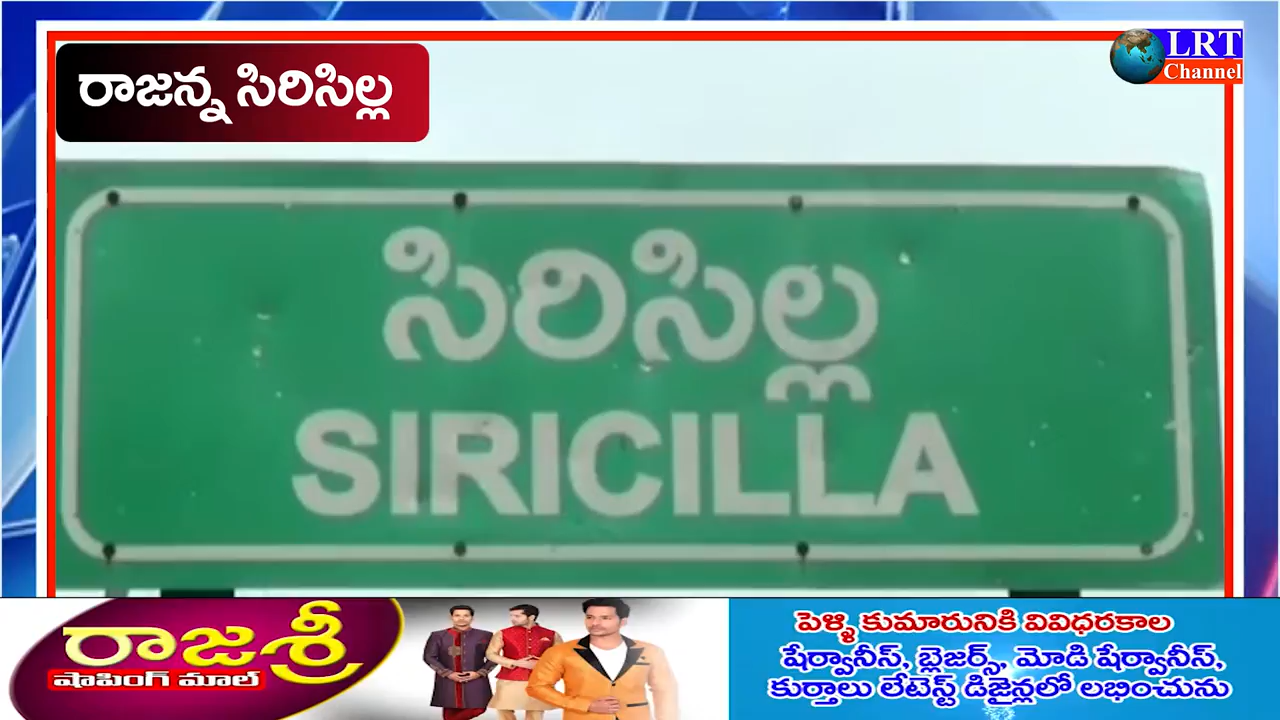 రాజన్న సిరిసిల్ల
LRT
Channel
సిరిసిల్ల
SIRICILLA
రాజశ్రీ
షాపింగ్ మాల్
పెళ్ళి కుమారునికి వివిధరకాల
షేర్వానీస్, బ్లేజర్స్, మోడి షేర్వానీస్,
కుర్తాలు లేటెస్ట్ డిజైన్లలో లభించును